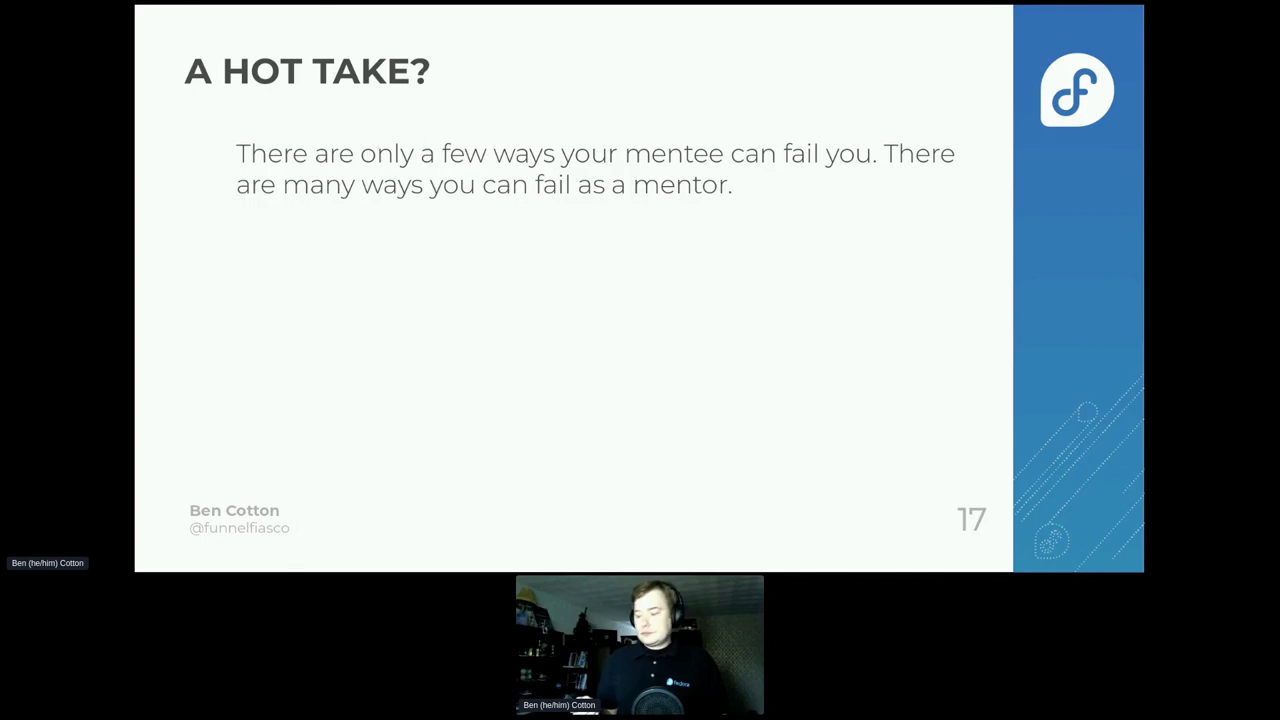 A HOT TAKE?
There are only a few ways your mentee can fail you. There
are many ways you can fail as a mentor.
Ben Cotton
@funnelfiasco
17
Ben (he/him) Cotton
fedora
Ben (he/him) Cotton